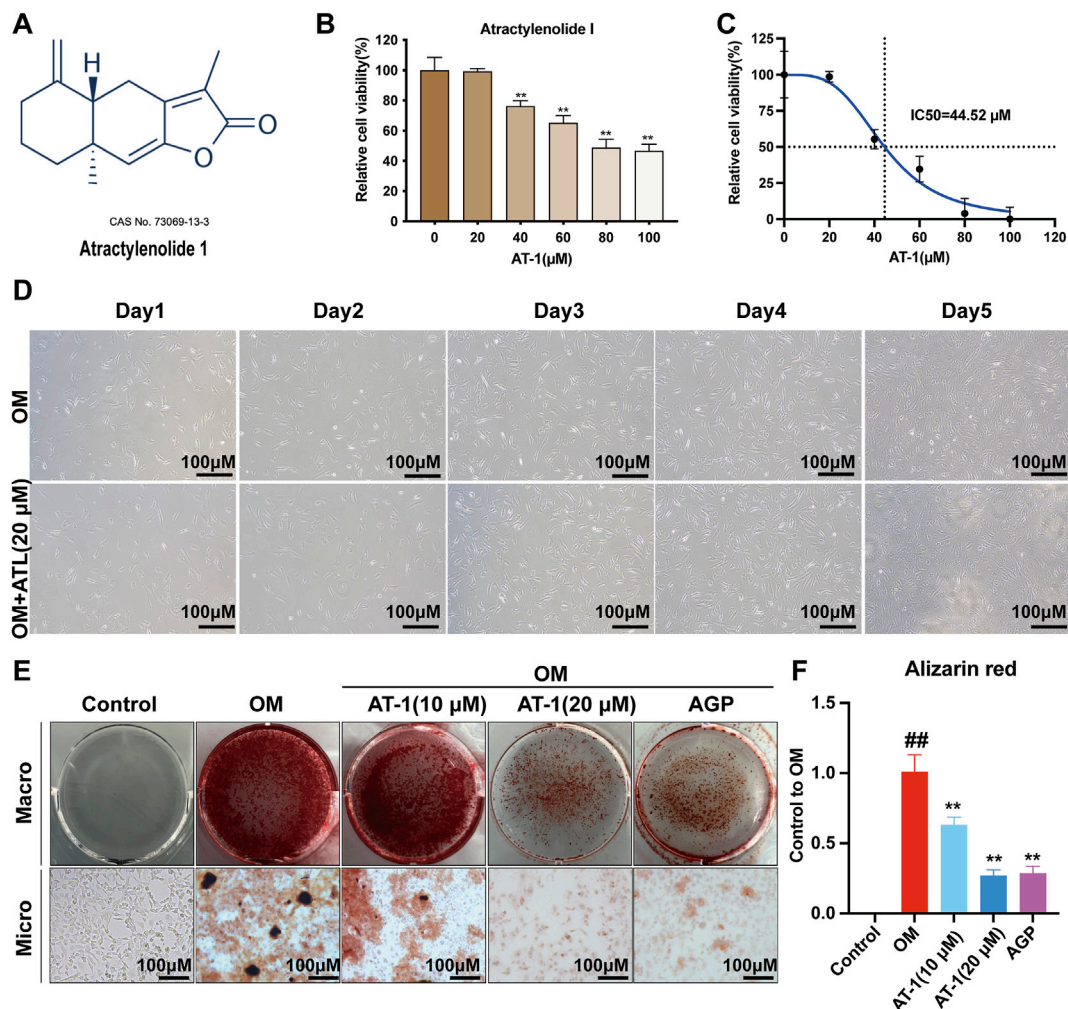 A
H
O
O
CAS No. 73069-13-3
Atractylenolide 1
B
Atractylenolide I
Relative cell viability(%)
120
100
80
60
40
20
0
**
**
**
**
0 20 40 60 80 100
AT-1(μM)
C
Relative cell viability(%)
125
100
75
50
25
0
IC50=44.52 μM
0 20 40 60 80 100 120
AT-1(μM)
D
Day1 Day2 Day3 Day4 Day5
OM
100μM 100μM 100μM 100μM 100μM
OM+ATL(20 μM)
100μM 100μM 100μM 100μM 100μM
E
OM
Control OM AT-1(10 μM) AT-1(20 μM) AGP
Macro
Micro
100μM 100μM 100μM 100μM 100μM
F
Alizarin red
Control to OM
1.5
1.0
0.5
0.0
##
**
**
**
Control
OM
AT-1(10 μM)
AT-1(20 μM)
AGP